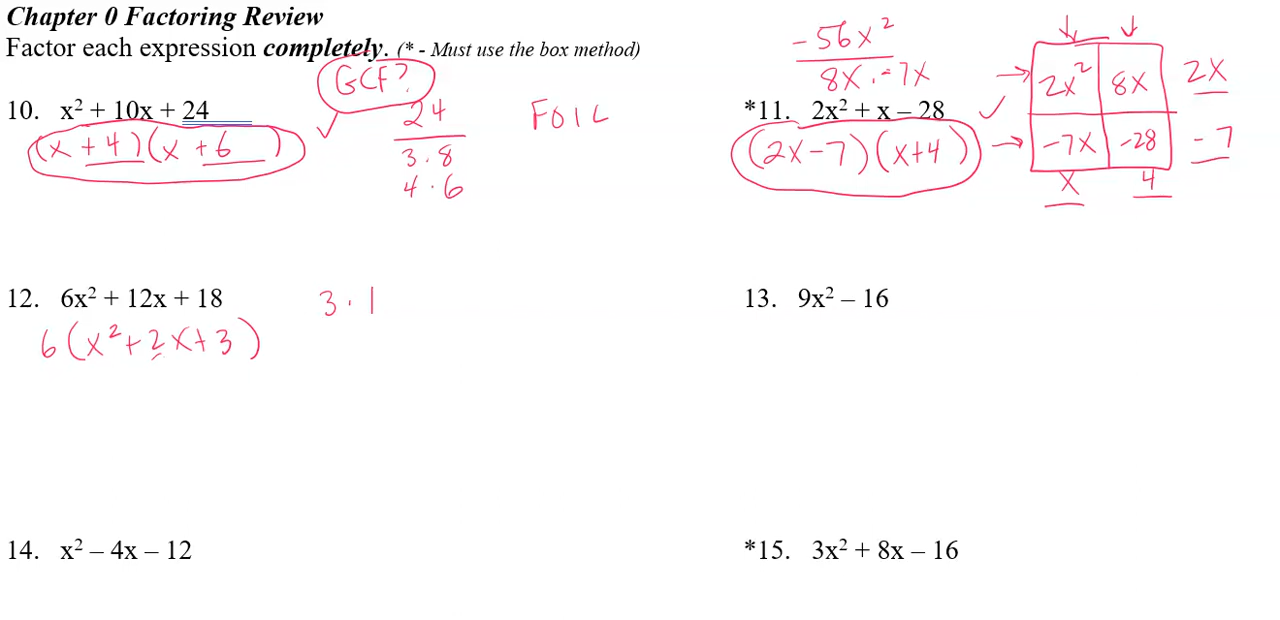 Chapter 0 Factoring Review
Factor each expression completely. (* - Must use the box method)
GCF?
10. x² + 10x + 24
(x + 4)(x + 6)
24
3 · 8
4 · 6
FOIL
*11. 2x² + x – 28
(2x – 7)(x + 4)
-56x²
8x · -7x
2x² 8x 2x
-7x -28 -7
x 4
12. 6x² + 12x + 18
6(x² + 2x + 3)
3 · 1
13. 9x² – 16
14. x² – 4x – 12
*15. 3x² + 8x – 16